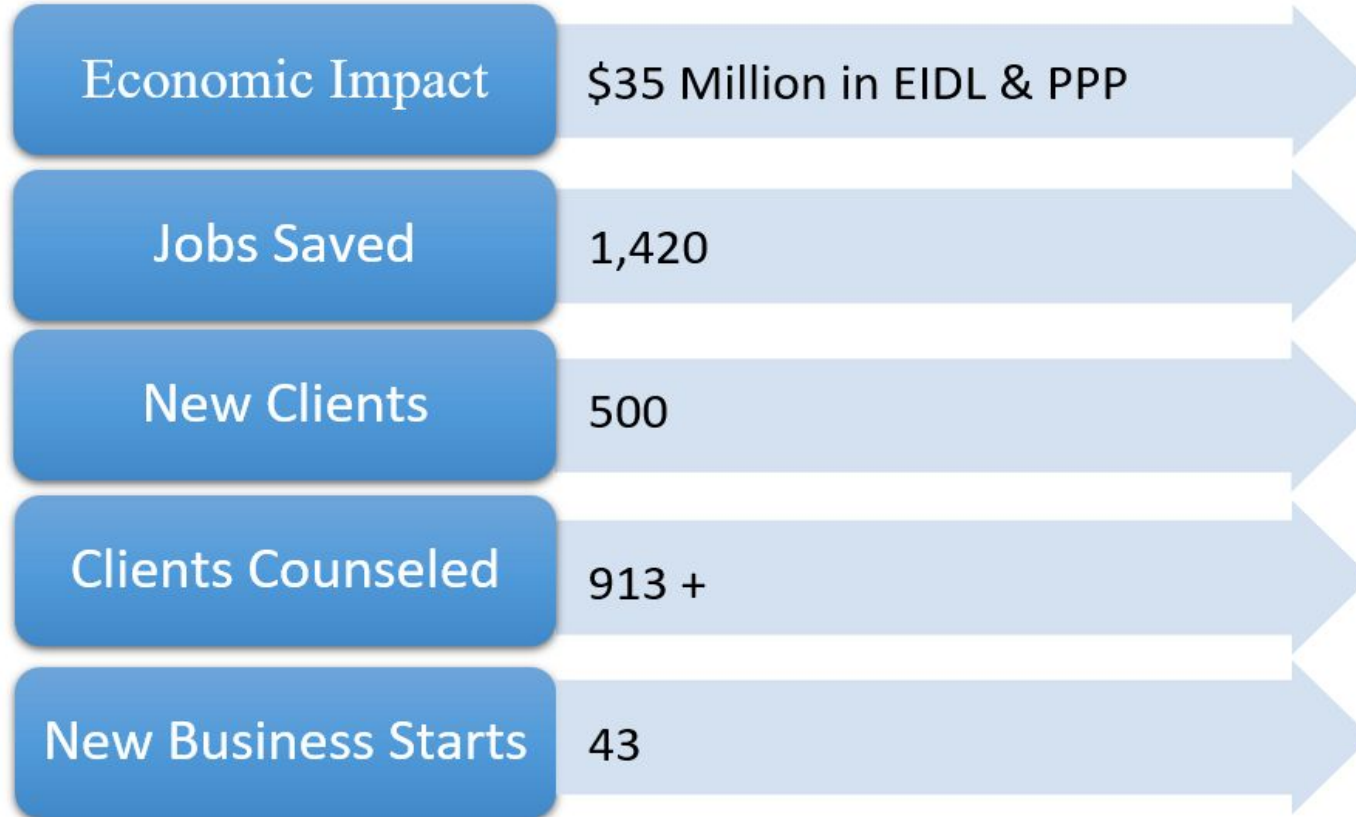 Economic Impact
$35 Million in EIDL & PPP
Jobs Saved
1,420
New Clients
500
Clients Counseled
913 +
New Business Starts
43